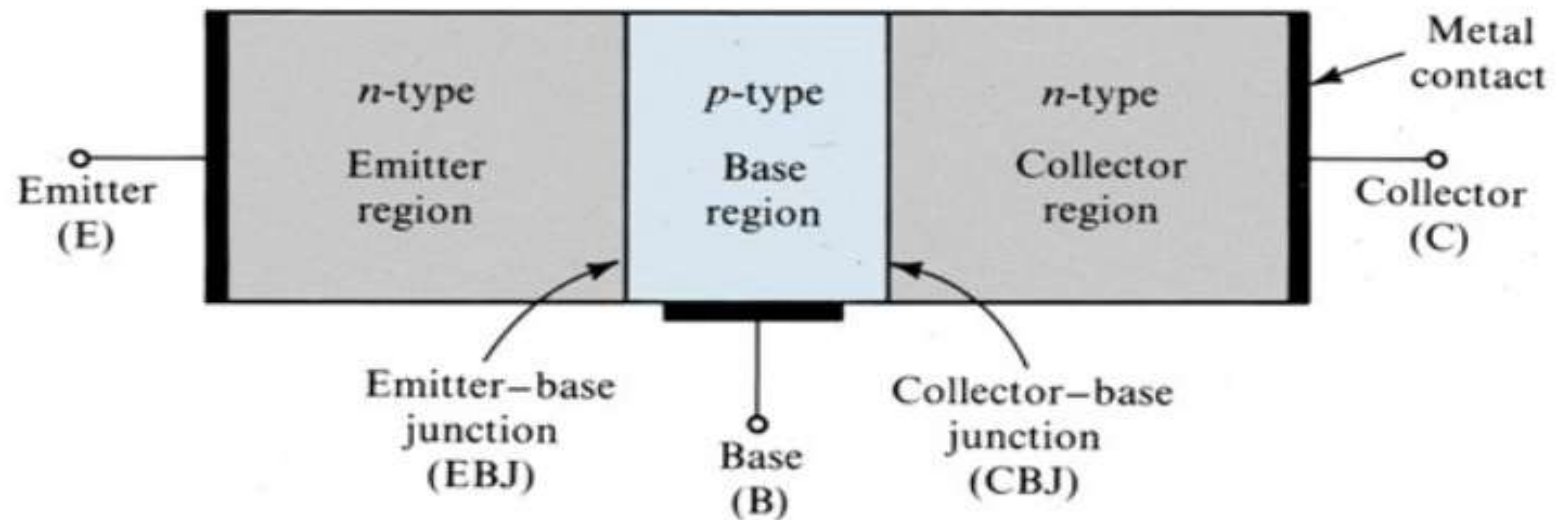 Metal
contact
n-type
Emitter
region
p-type
Base
region
n-type
Collector
region
Emitter
(E)
Collector
(C)
Emitter–base
junction
(EBJ)
Base
(B)
Collector–base
junction
(CBJ)